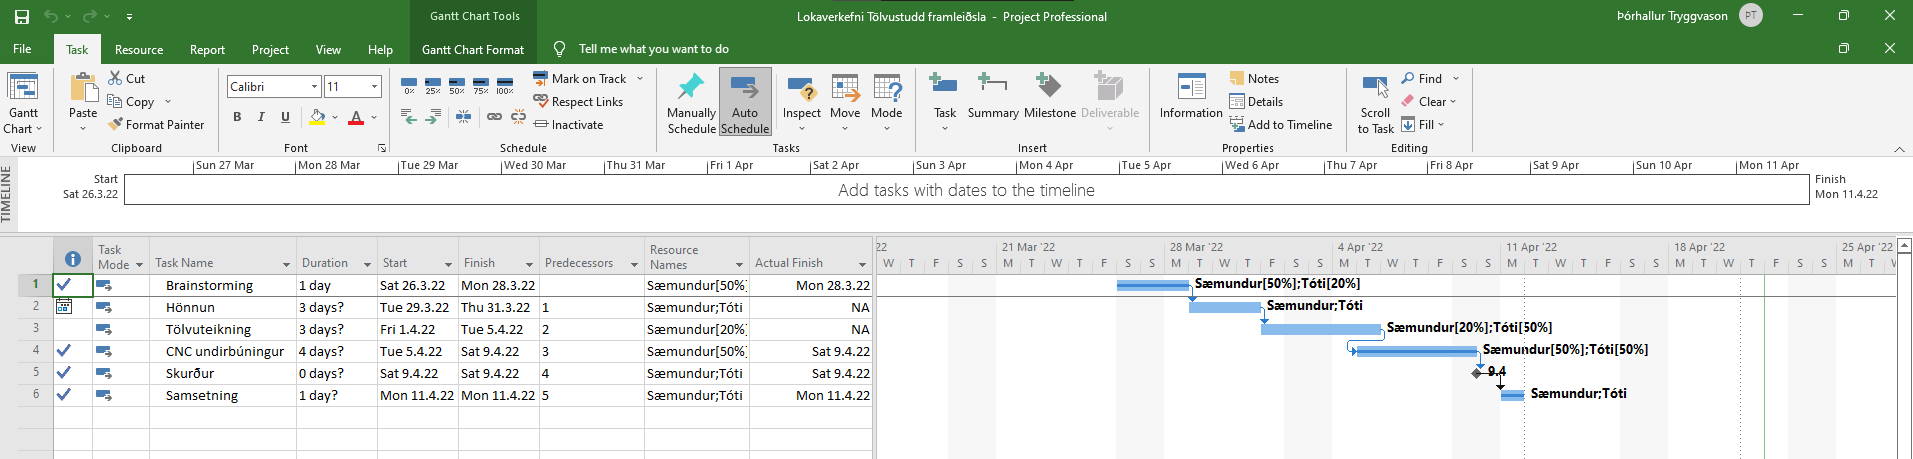 Gantt Chart Tools
Lokaverkefni Tölvustudd framleiðsla - Project Professional
Þórhallur Tryggvason PT
File Task Resource Report Project View Help Gantt Chart Format Tell me what you want to do
Gantt Chart
View
Paste
Cut
Copy
Format Painter
Clipboard
Calibri 11
B I U A
Font
0% 25% 50% 75% 100%
Mark on Track
Respect Links
Inactivate
Schedule
Manually Schedule
Auto Schedule
Inspect
Move
Mode
Tasks
Task
Summary
Milestone
Deliverable
Insert
Information
Notes
Details
Add to Timeline
Properties
Scroll to Task
Find
Clear
Fill
Editing
TIMELINE
Sun 27 Mar Mon 28 Mar Tue 29 Mar Wed 30 Mar Thu 31 Mar Fri 1 Apr Sat 2 Apr Sun 3 Apr Mon 4 Apr Tue 5 Apr Wed 6 Apr Thu 7 Apr Fri 8 Apr Sat 9 Apr Sun 10 Apr Mon 11 Apr
Start
Sat 26.3.22
Add tasks with dates to the timeline
Finish
Mon 11.4.22
Task Mode Task Name Duration Start Finish Predecessors Resource Names Actual Finish
1 Brainstorming 1 day Sat 26.3.22 Mon 28.3.22 Sæmundur[50%] Mon 28.3.22
2 Hönnun 3 days? Tue 29.3.22 Thu 31.3.22 1 Sæmundur;Tóti NA
3 Tölvuteikning 3 days? Fri 1.4.22 Tue 5.4.22 2 Sæmundur[20%] NA
4 CNC undirbúningur 4 days? Tue 5.4.22 Sat 9.4.22 3 Sæmundur[50%] Sat 9.4.22
5 Skurður 0 days? Sat 9.4.22 Sat 9.4.22 4 Sæmundur;Tóti Sat 9.4.22
6 Samsetning 1 day? Mon 11.4.22 Mon 11.4.22 5 Sæmundur;Tóti Mon 11.4.22
22 21 Mar '22 28 Mar '22 4 Apr '22 11 Apr '22 18 Apr '22 25 Apr '22
W T F S S M T W T F S S M T W T F S S M T W T F S S M T W T F S S M T W T F S S M T W
Sæmundur[50%];Tóti[20%]
Sæmundur;Tóti
Sæmundur[20%];Tóti[50%]
Sæmundur[50%];Tóti[50%]
9.4
Sæmundur;Tóti